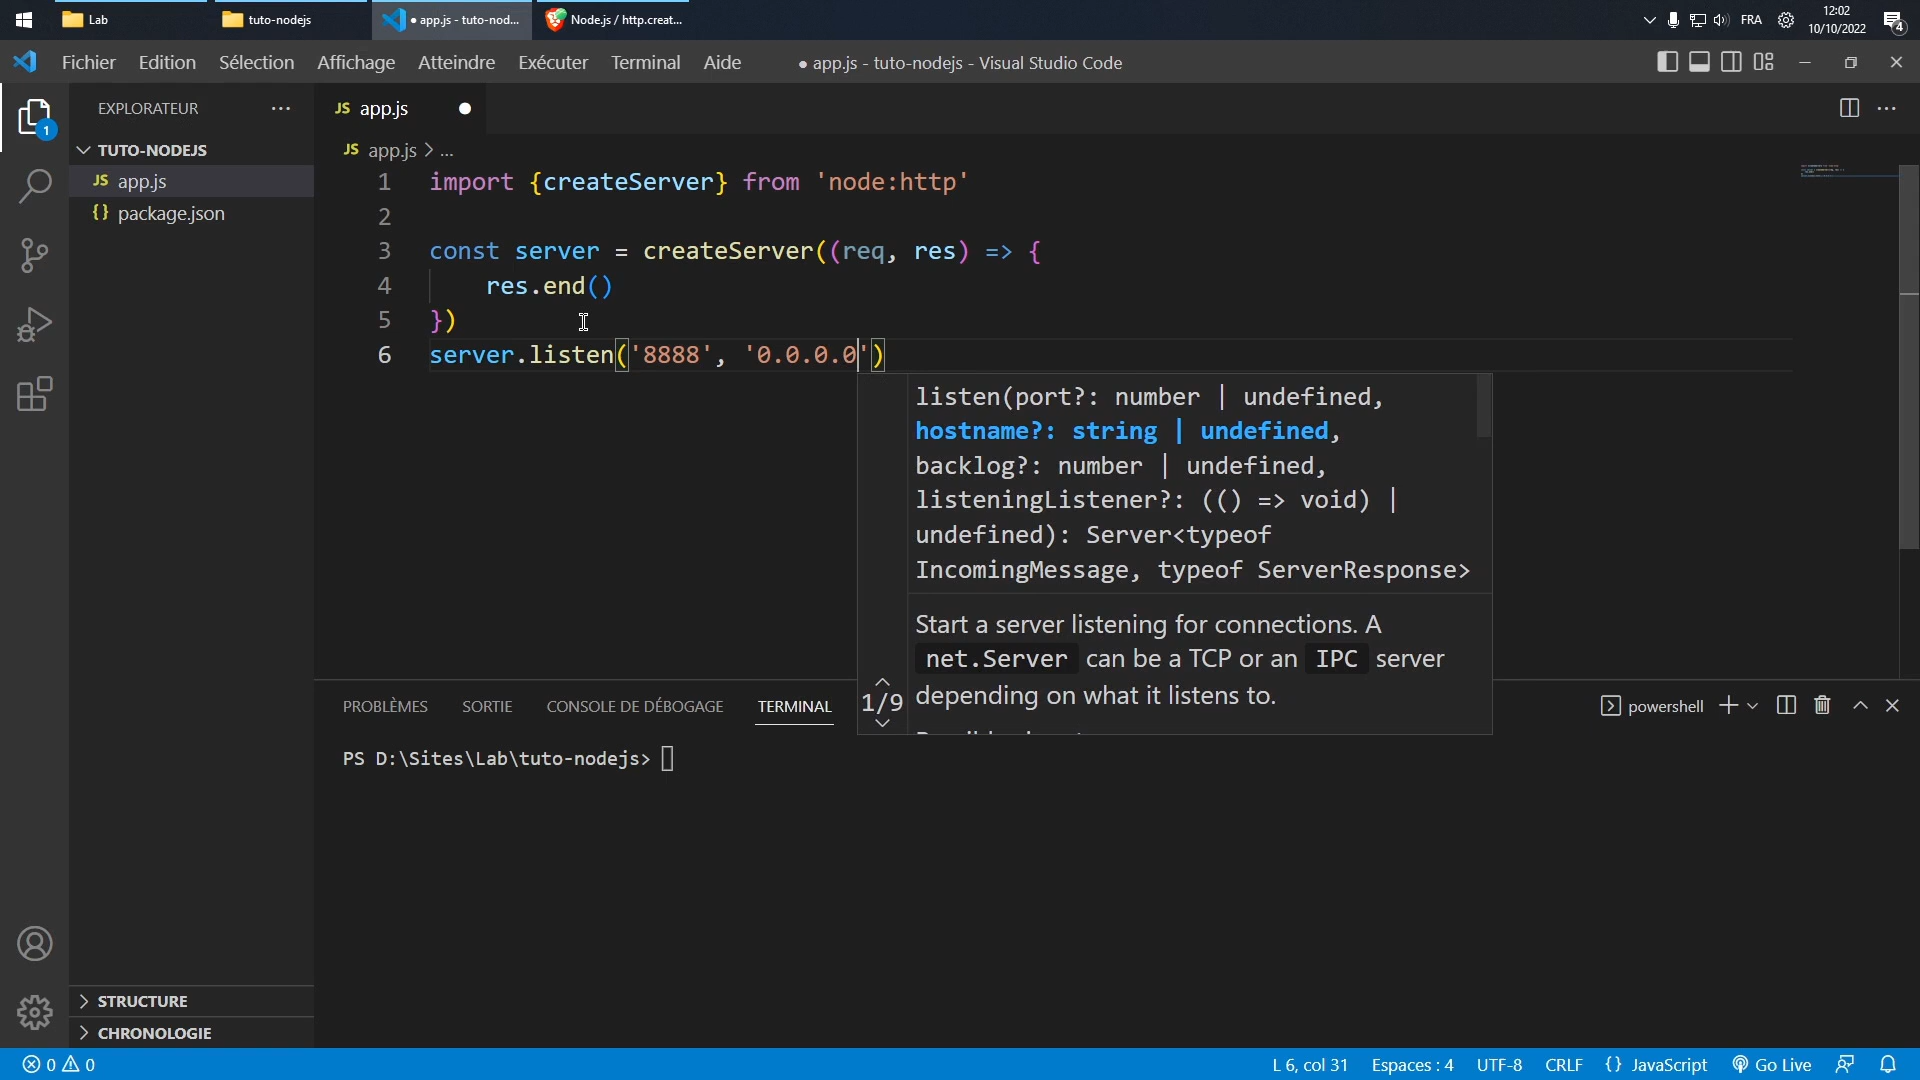 Lab
tuto-nodejs
● app.js - tuto-nod...
Node.js / http.creat...
FRA
12:02
10/10/2022
4
Fichier Edition Sélection Affichage Atteindre Exécuter Terminal Aide
● app.js - tuto-nodejs - Visual Studio Code
1
EXPLORATEUR
TUTO-NODEJS
JS app.js
{} package.json
JS app.js
JS app.js > ...
1 import {createServer} from 'node:http'
2
3 const server = createServer((req, res) => {
4 res.end()
5 })
6 server.listen('8888', '0.0.0.0')
listen(port?: number | undefined,
hostname?: string | undefined,
backlog?: number | undefined,
listeningListener?: (() => void) |
undefined): Server<typeof
IncomingMessage, typeof ServerResponse>
Start a server listening for connections. A
net.Server can be a TCP or an IPC server
depending on what it listens to.
1/9
PROBLÈMES SORTIE CONSOLE DE DÉBOGAGE TERMINAL
powershell
PS D:\Sites\Lab\tuto-nodejs>
STRUCTURE
CHRONOLOGIE
0 0
L 6, col 31 Espaces : 4 UTF-8 CRLF {} JavaScript Go Live